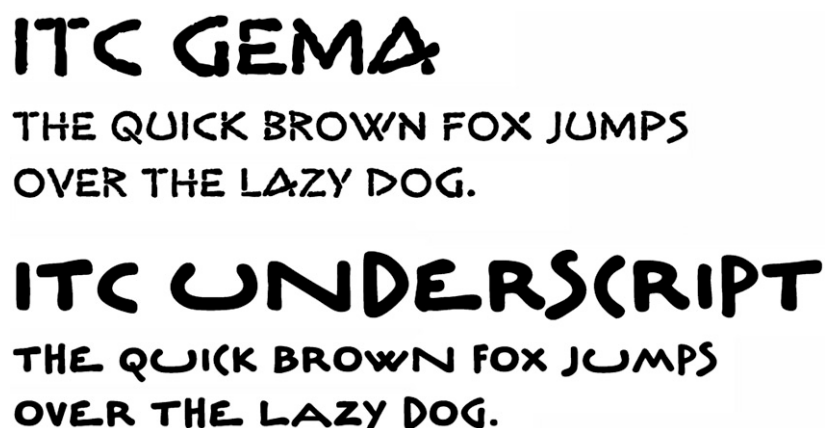 ITC GEMA
THE QUICK BROWN FOX JUMPS
OVER THE LAZY DOG.
ITC UNDERSCRIPT
THE QUICK BROWN FOX JUMPS
OVER THE LAZY DOG.